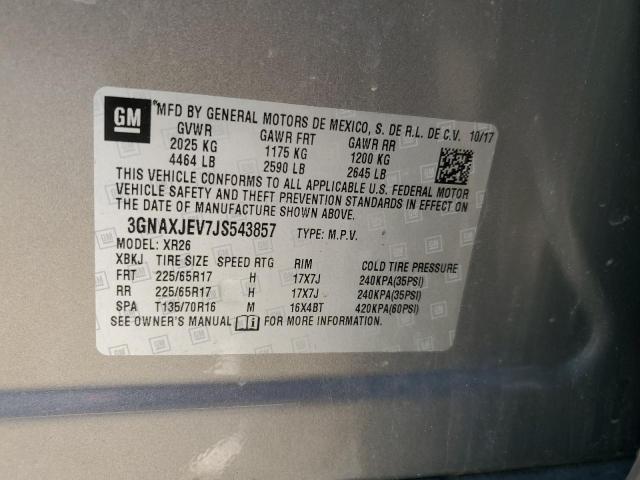 GM
*MFD BY GENERAL MOTORS DE MEXICO, S. DE R.L. DE C.V. 10/17
GVWR GAWR FRT GAWR RR
2025 KG 1175 KG 1200 KG
4464 LB 2590 LB 2645 LB
THIS VEHICLE CONFORMS TO ALL APPLICABLE U.S. FEDERAL MOTOR
VEHICLE SAFETY AND THEFT PREVENTION STANDARDS IN EFFECT ON
THE DATE OF MANUFACTURE SHOWN ABOVE.
3GNAXJEV7JS543857 TYPE: M.P.V.
MODEL: XR26
XBKJ TIRE SIZE SPEED RTG RIM COLD TIRE PRESSURE
FRT 225/65R17 H 17X7J 240KPA(35PSI)
RR 225/65R17 H 17X7J 240KPA(35PSI)
SPA T135/70R16 M 16X4BT 420KPA(60PSI)
SEE OWNER'S MANUAL FOR MORE INFORMATION.